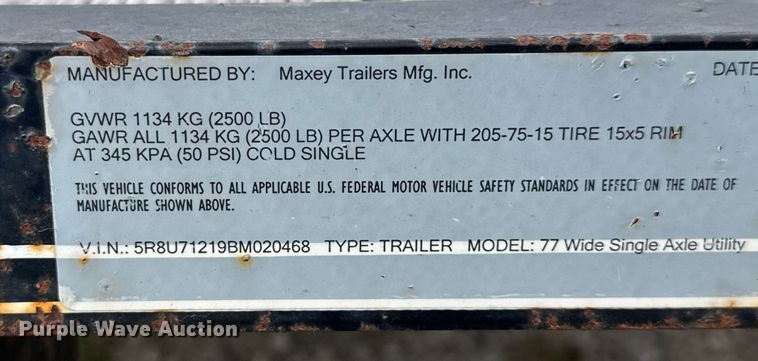 MANUFACTURED BY: Maxey Trailers Mfg. Inc. DATE
GVWR 1134 KG (2500 LB)
GAWR ALL 1134 KG (2500 LB) PER AXLE WITH 205-75-15 TIRE 15x5 RIM
AT 345 KPA (50 PSI) COLD SINGLE
THIS VEHICLE CONFORMS TO ALL APPLICABLE U.S. FEDERAL MOTOR VEHICLE SAFETY STANDARDS IN EFFECT ON THE DATE OF
MANUFACTURE SHOWN ABOVE.
V.I.N.: 5R8U71219BM020468 TYPE: TRAILER MODEL: 77 Wide Single Axle Utility
Purple Wave Auction